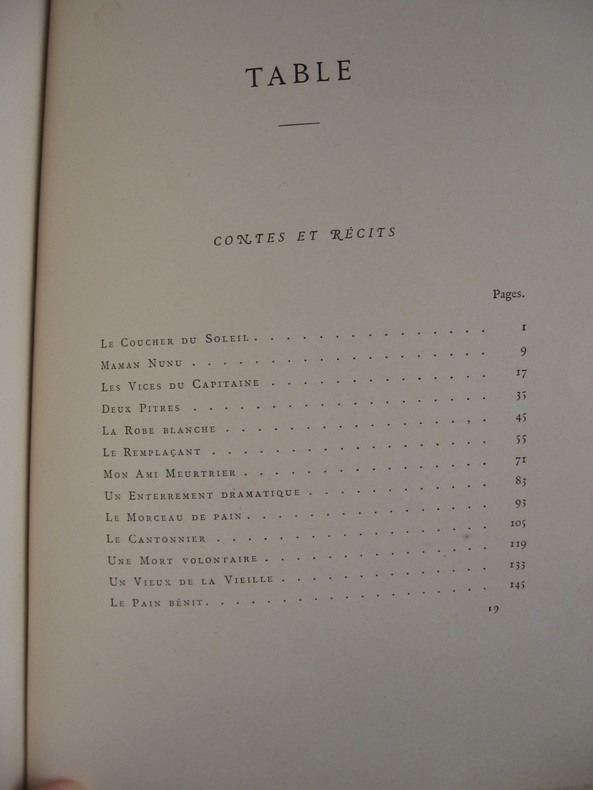 TABLE
CONTES ET RÉCITS
Pages.
LE COUCHER DU SOLEIL. . . . . . . . . . . . . . . 1
MAMAN NUNU . . . . . . . . . . . . . . . . . 9
LES VICES DU CAPITAINE . . . . . . . . . . . . . . 17
DEUX PITRES . . . . . . . . . . . . . . . . . 35
LA ROBE BLANCHE . . . . . . . . . . . . . . . . 45
LE REMPLAÇANT . . . . . . . . . . . . . . . . 55
MON AMI MEURTRIER . . . . . . . . . . . . . . . 71
UN ENTERREMENT DRAMATIQUE . . . . . . . . . . . . 83
LE MORCEAU DE PAIN. . . . . . . . . . . . . . . 93
LE CANTONNIER . . . . . . . . . . . . . . . . 105
UNE MORT VOLONTAIRE . . . . . . . . . . . . . . 119
UN VIEUX DE LA VIEILLE . . . . . . . . . . . . . 133
LE PAIN BÉNIT. . . . . . . . . . . . . . . . . 145
19